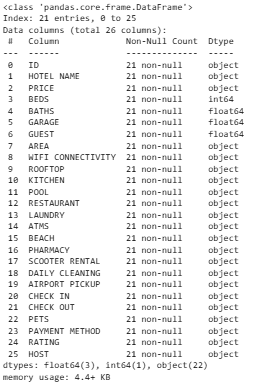 <class 'pandas.core.frame.DataFrame'>
Index: 21 entries, 0 to 25
Data columns (total 26 columns):
 #   Column             Non-Null Count  Dtype
---  ------             --------------  -----
 0   ID                 21 non-null     object
 1   HOTEL NAME         21 non-null     object
 2   PRICE              21 non-null     object
 3   BEDS               21 non-null     int64
 4   BATHS              21 non-null     float64
 5   GARAGE             21 non-null     float64
 6   GUEST              21 non-null     float64
 7   AREA               21 non-null     object
 8   WIFI CONNECTIVITY  21 non-null     object
 9   ROOFTOP            21 non-null     object
 10  KITCHEN            21 non-null     object
 11  POOL               21 non-null     object
 12  RESTAURANT         21 non-null     object
 13  LAUNDRY            21 non-null     object
 14  ATMS               21 non-null     object
 15  BEACH              21 non-null     object
 16  PHARMACY           21 non-null     object
 17  SCOOTER RENTAL     21 non-null     object
 18  DAILY CLEANING     21 non-null     object
 19  AIRPORT PICKUP     21 non-null     object
 20  CHECK IN           21 non-null     object
 21  CHECK OUT          21 non-null     object
 22  PETS               21 non-null     object
 23  PAYMENT METHOD     21 non-null     object
 24  RATING             21 non-null     object
 25  HOST               21 non-null     object
dtypes: float64(3), int64(1), object(22)
memory usage: 4.4+ KB